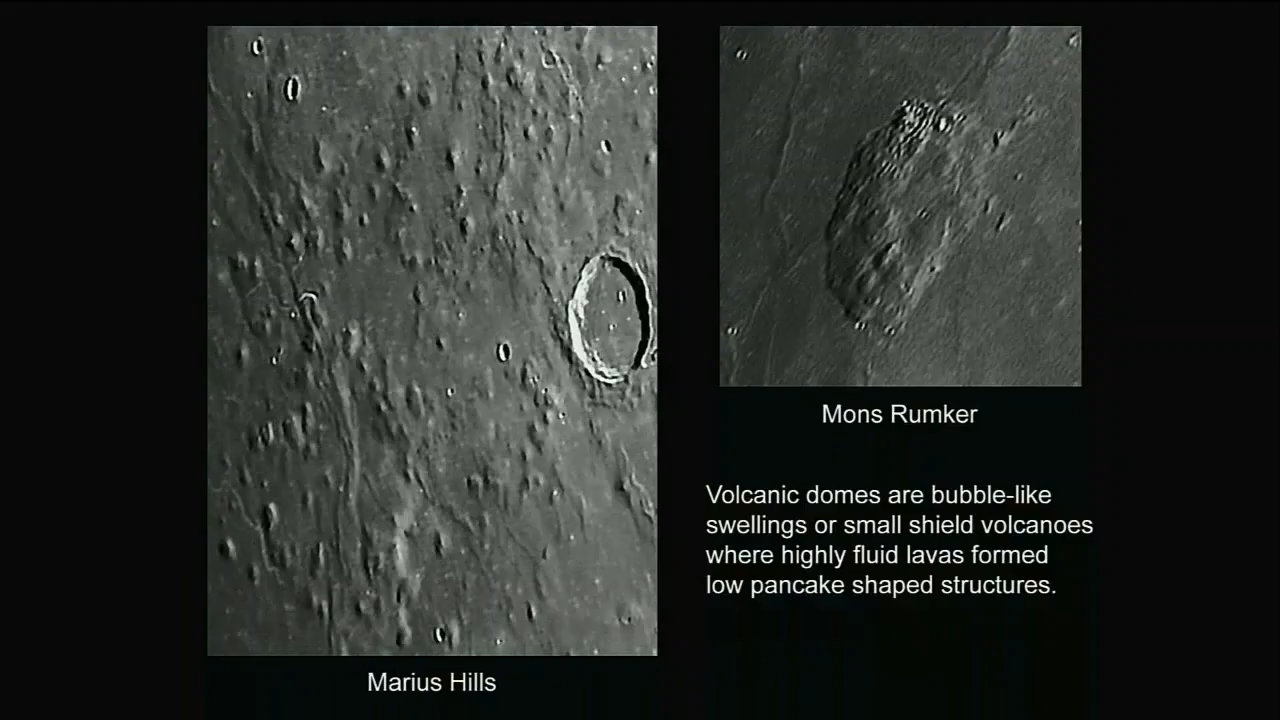 Marius Hills
Mons Rumker
Volcanic domes are bubble-like
swellings or small shield volcanoes
where highly fluid lavas formed
low pancake shaped structures.